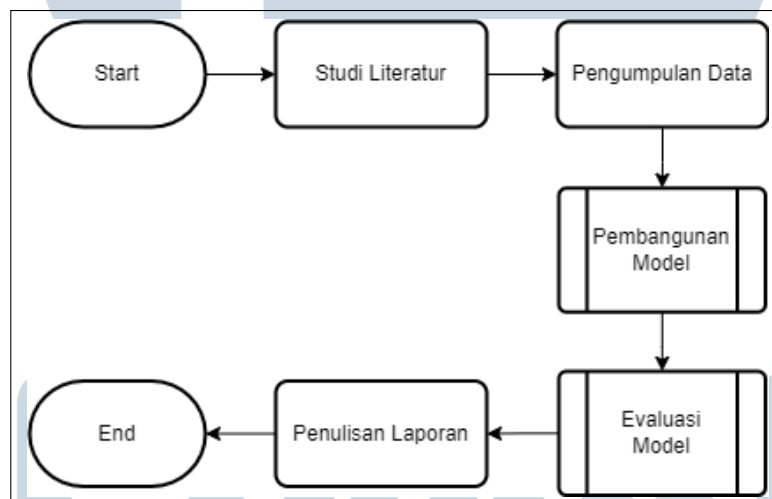 Start
Studi Literatur
Pengumpulan Data
Pembangunan
Model
Evaluasi
Model
Penulisan Laporan
End